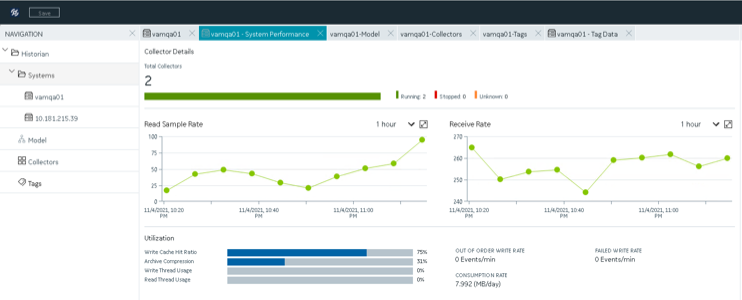 Save
NAVIGATION
Historian
Systems
vamqa01
10.181.215.39
Model
Collectors
Tags
vamqa01
vamqa01 - System Performance
vamqa01-Model
vamqa01-Collectors
vamqa01-Tags
vamqa01 - Tag Data
Collector Details
Total Collectors
2
Running: 2
Stopped: 0
Unknown: 0
Read Sample Rate
1 hour
100
75
50
25
0
11/4/2021, 10:20 PM
11/4/2021, 10:40 PM
11/4/2021, 11:00 PM
Receive Rate
1 hour
270
260
250
240
11/4/2021, 10:20 PM
11/4/2021, 10:40 PM
11/4/2021, 11:00 PM
Utilization
Write Cache Hit Ratio 75%
Archive Compression 31%
Write Thread Usage 0%
Read Thread Usage 0%
OUT OF ORDER WRITE RATE
0 Events/min
FAILED WRITE RATE
0 Events/min
CONSUMPTION RATE
7.992 (MB/day)